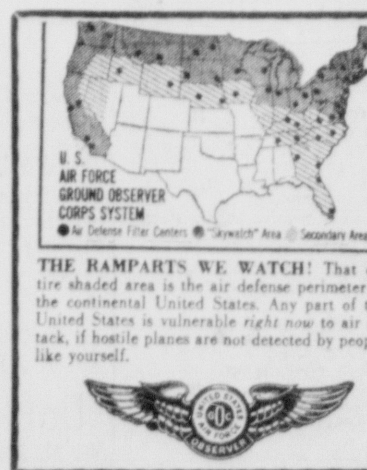 U. S.
AIR FORCE
GROUND OBSERVER
CORPS SYSTEM
Air Defense Filter Centers "Skywatch" Area Secondary Area
THE RAMPARTS WE WATCH! That
tire shaded area is the air defense perimeter
the continental United States. Any part of
United States is vulnerable right now to air
tack, if hostile planes are not detected by peop
like yourself.
UNITED STATES
GOC
AIR FORCE
OBSERVER